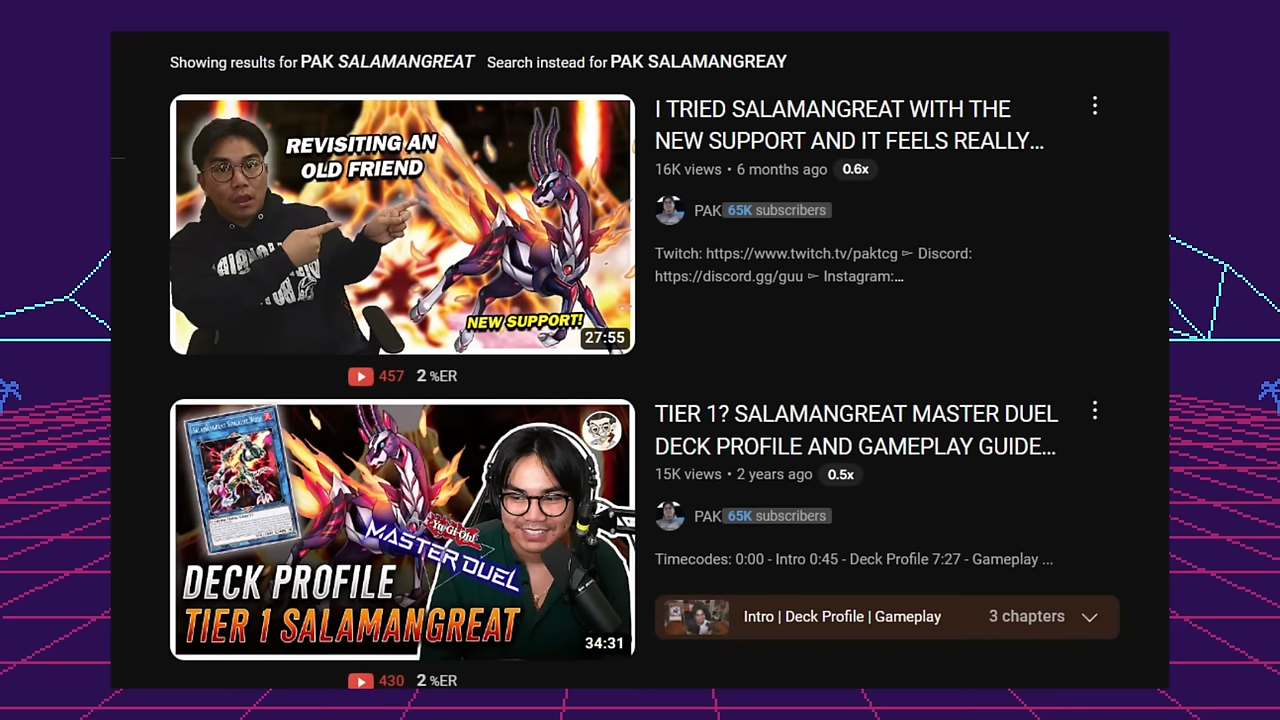 Showing results for PAK SALAMANGREAT Search instead for PAK SALAMANGREAY
REVISITING AN
OLD FRIEND
NEW SUPPORT!
27:55
I TRIED SALAMANGREAT WITH THE
NEW SUPPORT AND IT FEELS REALLY...
16K views • 6 months ago 0.6x
PAK 65K subscribers
Twitch: https://www.twitch.tv/paktcg ▻ Discord:
https://discord.gg/guu ▻ Instagram:...
457 2 %ER
Yu-Gi-Oh!
MASTER DUEL
DECK PROFILE
TIER 1 SALAMANGREAT
34:31
TIER 1? SALAMANGREAT MASTER DUEL
DECK PROFILE AND GAMEPLAY GUIDE...
15K views • 2 years ago 0.5x
PAK 65K subscribers
Timecodes: 0:00 - Intro 0:45 - Deck Profile 7:27 - Gameplay ...
Intro | Deck Profile | Gameplay 3 chapters
430 2 %ER